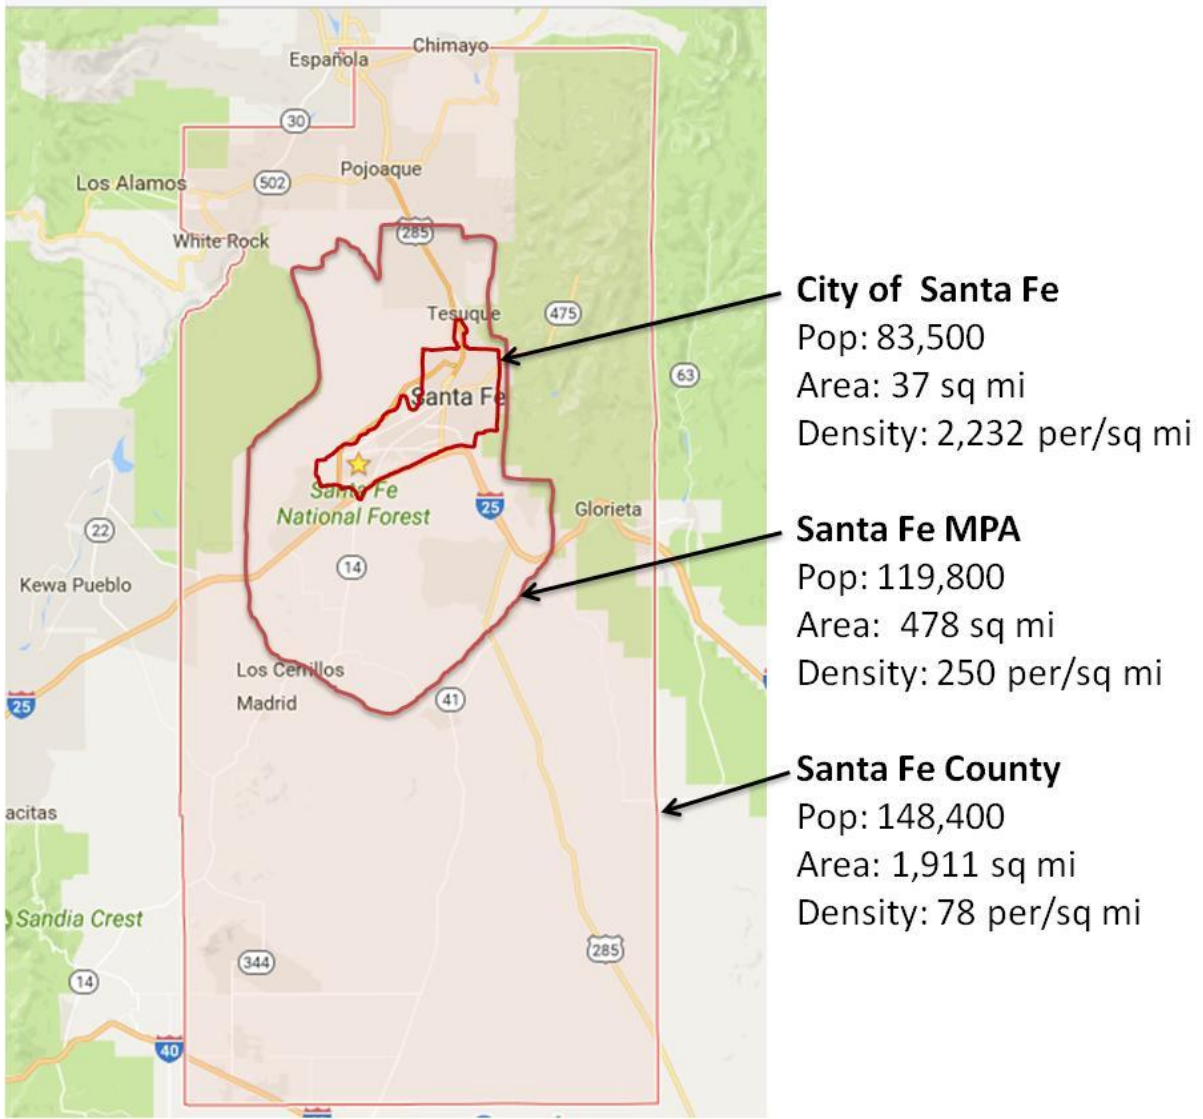 Chimayo
Española
30
Pojoaque
Los Alamos
502
White Rock
285
Tesuque
475
63
Santa Fe
Santa Fe
National Forest
25
Glorieta
22
14
Kewa Pueblo
Los Cerrillos
Madrid
41
25
acitas
Sandia Crest
14
344
285
40
City of Santa Fe
Pop: 83,500
Area: 37 sq mi
Density: 2,232 per/sq mi
Santa Fe MPA
Pop: 119,800
Area: 478 sq mi
Density: 250 per/sq mi
Santa Fe County
Pop: 148,400
Area: 1,911 sq mi
Density: 78 per/sq mi